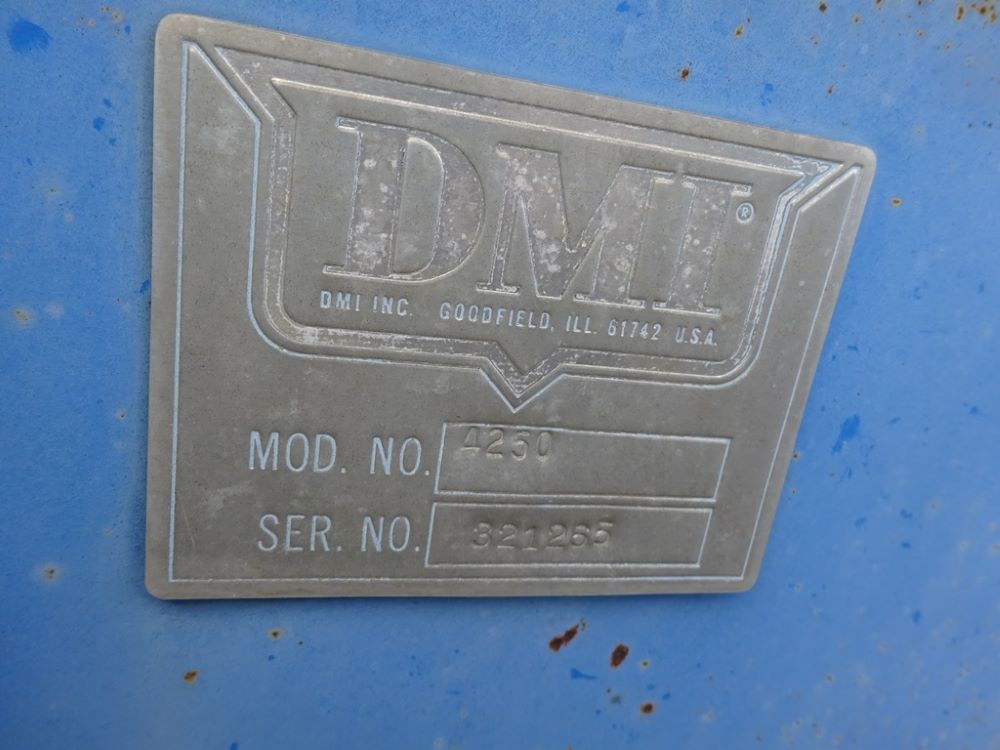 DMI®
DMI INC. GOODFIELD, ILL. 61742 U.S.A.
MOD. NO. 4250
SER. NO. 321265